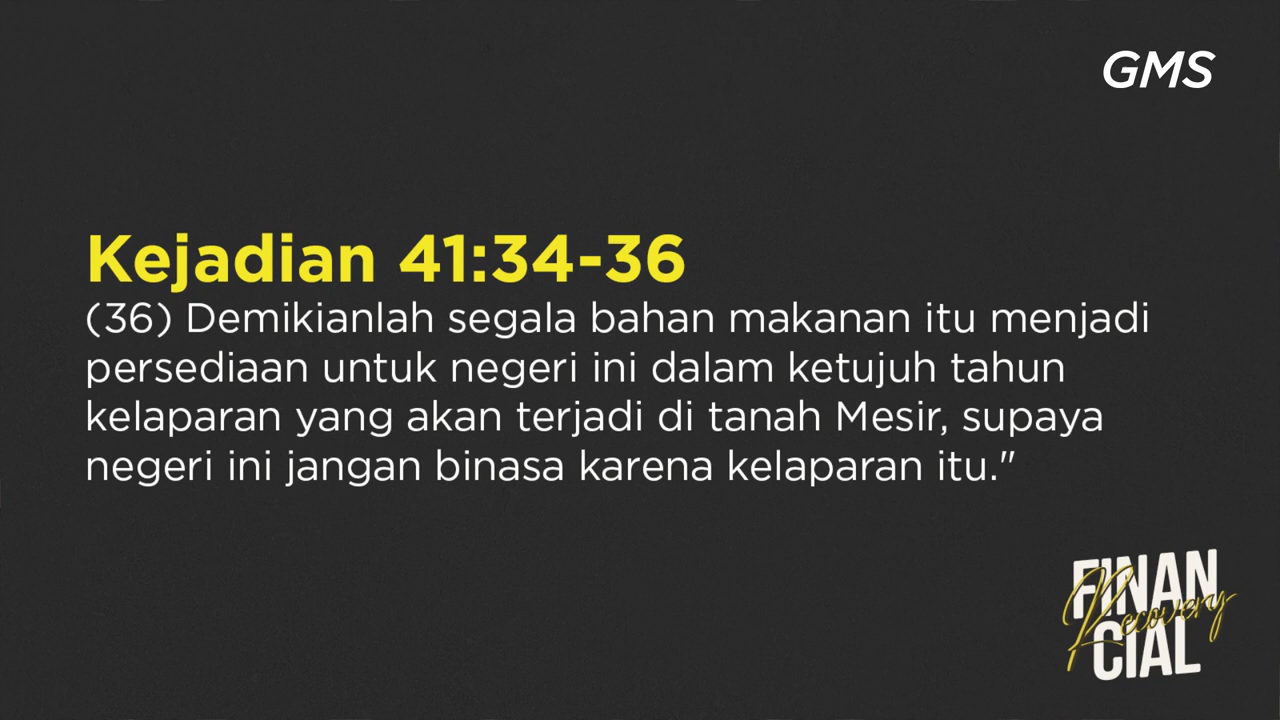 GMS
Kejadian 41:34-36
(36) Demikianlah segala bahan makanan itu menjadi
persediaan untuk negeri ini dalam ketujuh tahun
kelaparan yang akan terjadi di tanah Mesir, supaya
negeri ini jangan binasa karena kelaparan itu."
FINAN
Recovery
CIAL